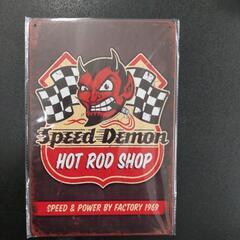 Speed Demon
HOT ROD SHOP
SPEED & POWER BY FACTORY 1969